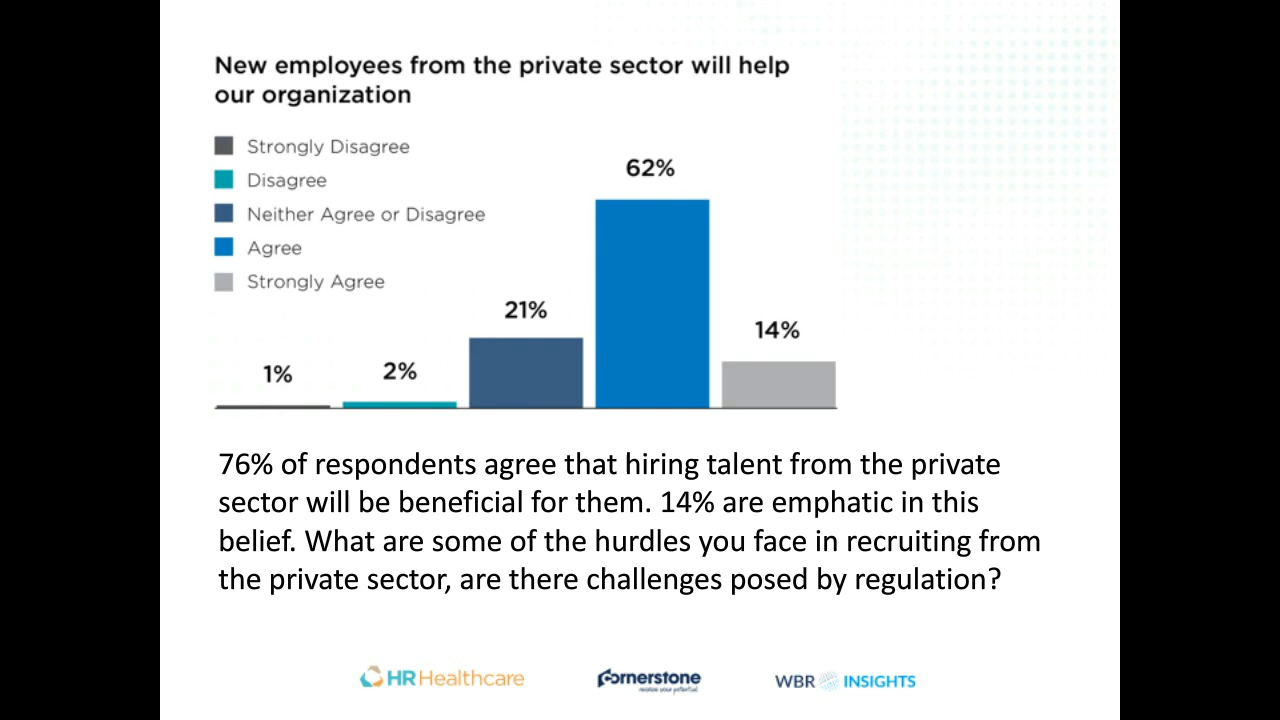 New employees from the private sector will help
our organization
Strongly Disagree
Disagree
Neither Agree or Disagree
Agree
Strongly Agree
1%
2%
21%
62%
14%
76% of respondents agree that hiring talent from the private
sector will be beneficial for them. 14% are emphatic in this
belief. What are some of the hurdles you face in recruiting from
the private sector, are there challenges posed by regulation?
HR Healthcare
Cornerstone
realize your potential
WBR INSIGHTS